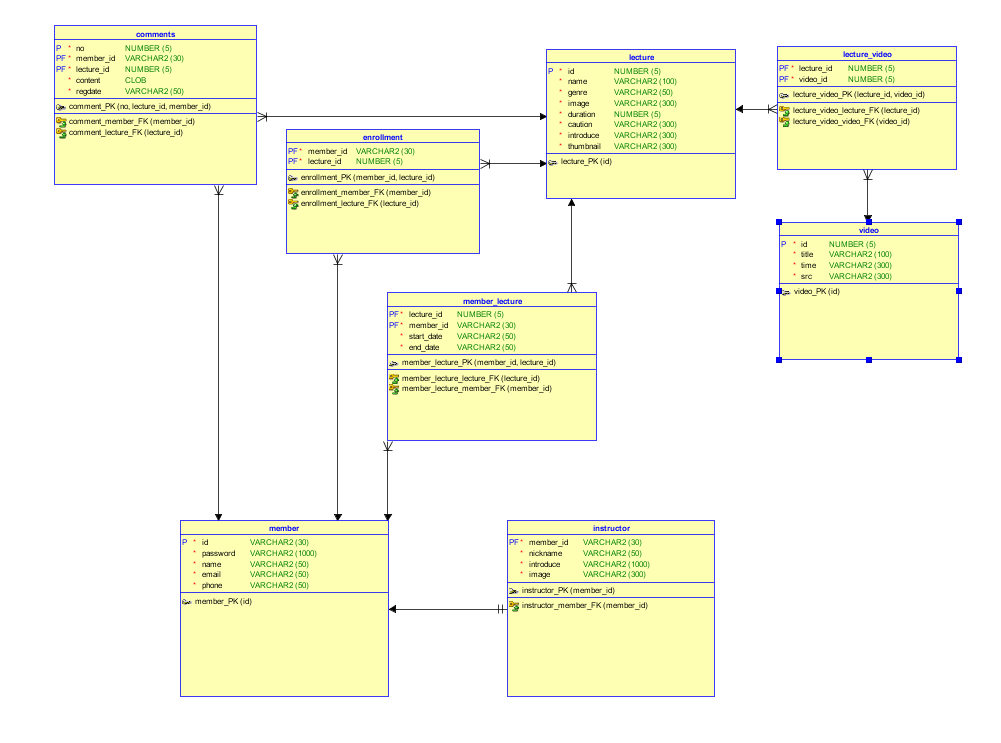 comments
P * no NUMBER (5)
PF * member_id VARCHAR2 (30)
PF * lecture_id NUMBER (5)
* content CLOB
* regdate VARCHAR2 (50)
comment_PK (no, lecture_id, member_id)
comment_member_FK (member_id)
comment_lecture_FK (lecture_id)
enrollment
PF * member_id VARCHAR2 (30)
PF * lecture_id NUMBER (5)
enrollment_PK (member_id, lecture_id)
enrollment_member_FK (member_id)
enrollment_lecture_FK (lecture_id)
lecture
P * id NUMBER (5)
* name VARCHAR2 (100)
* genre VARCHAR2 (50)
* image VARCHAR2 (300)
* duration NUMBER (5)
* caution VARCHAR2 (300)
* introduce VARCHAR2 (300)
* thumbnail VARCHAR2 (300)
lecture_PK (id)
lecture_video
PF * lecture_id NUMBER (5)
PF * video_id NUMBER (5)
lecture_video_PK (lecture_id, video_id)
lecture_video_lecture_FK (lecture_id)
lecture_video_video_FK (video_id)
video
P * id NUMBER (5)
* title VARCHAR2 (100)
* time VARCHAR2 (300)
* src VARCHAR2 (300)
video_PK (id)
member_lecture
PF * lecture_id NUMBER (5)
PF * member_id VARCHAR2 (30)
* start_date VARCHAR2 (50)
* end_date VARCHAR2 (50)
member_lecture_PK (member_id, lecture_id)
member_lecture_lecture_FK (lecture_id)
member_lecture_member_FK (member_id)
member
P * id VARCHAR2 (30)
* password VARCHAR2 (1000)
* name VARCHAR2 (50)
* email VARCHAR2 (50)
* phone VARCHAR2 (50)
member_PK (id)
instructor
PF * member_id VARCHAR2 (30)
* nickname VARCHAR2 (50)
* introduce VARCHAR2 (1000)
* image VARCHAR2 (300)
instructor_PK (member_id)
instructor_member_FK (member_id)